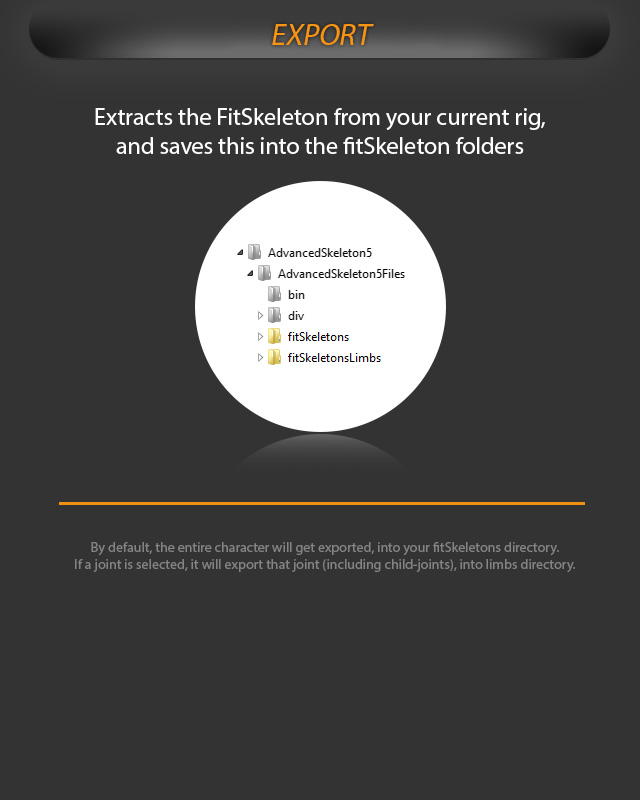 EXPORT
Extracts the FitSkeleton from your current rig,
and saves this into the fitSkeleton folders
AdvancedSkeleton5
AdvancedSkeleton5Files
bin
div
fitSkeletons
fitSkeletonsLimbs
By default, the entire character will get exported, into your fitSkeletons directory.
If a joint is selected, it will export that joint (including child-joints), into limbs directory.